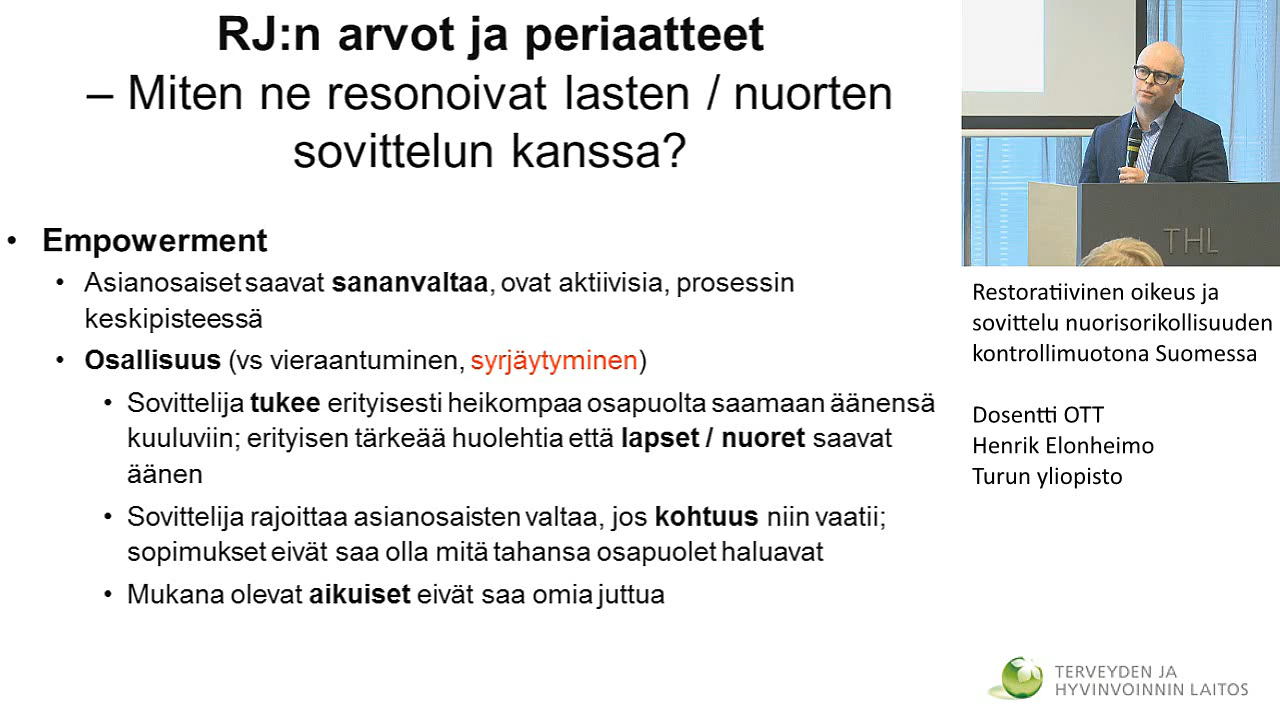 RJ:n arvot ja periaatteet
– Miten ne resonoivat lasten / nuorten
sovittelun kanssa?
• Empowerment
• Asianosaiset saavat sananvaltaa, ovat aktiivisia, prosessin
keskipisteessä
• Osallisuus (vs vieraantuminen, syrjäytyminen)
• Sovittelija tukee erityisesti heikompaa osapuolta saamaan äänensä
kuuluviin; erityisen tärkeää huolehtia että lapset / nuoret saavat
äänen
• Sovittelija rajoittaa asianosaisten valtaa, jos kohtuus niin vaatii;
sopimukset eivät saa olla mitä tahansa osapuolet haluavat
• Mukana olevat aikuiset eivät saa omia juttua
THL
Restoratiivinen oikeus ja
sovittelu nuorisorikollisuuden
kontrollimuotona Suomessa
Dosentti OTT
Henrik Elonheimo
Turun yliopisto
TERVEYDEN JA
HYVINVOINNIN LAITOS